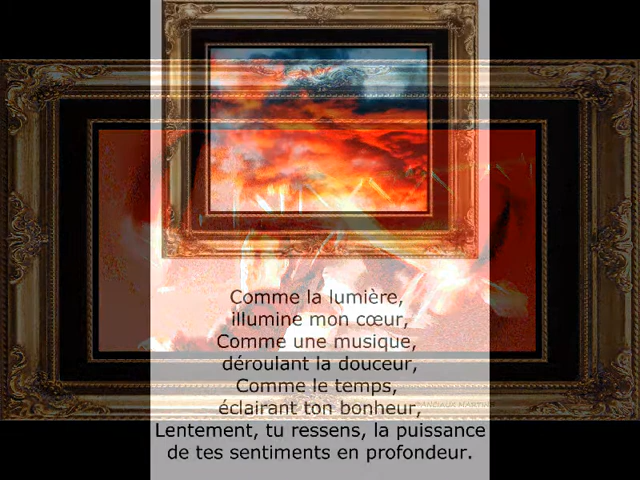 Comme la lumière,
illumine mon cœur,
Comme une musique,
déroulant la douceur,
Comme le temps,
éclairant ton bonheur,
Lentement, tu ressens, la puissance
de tes sentiments en profondeur.